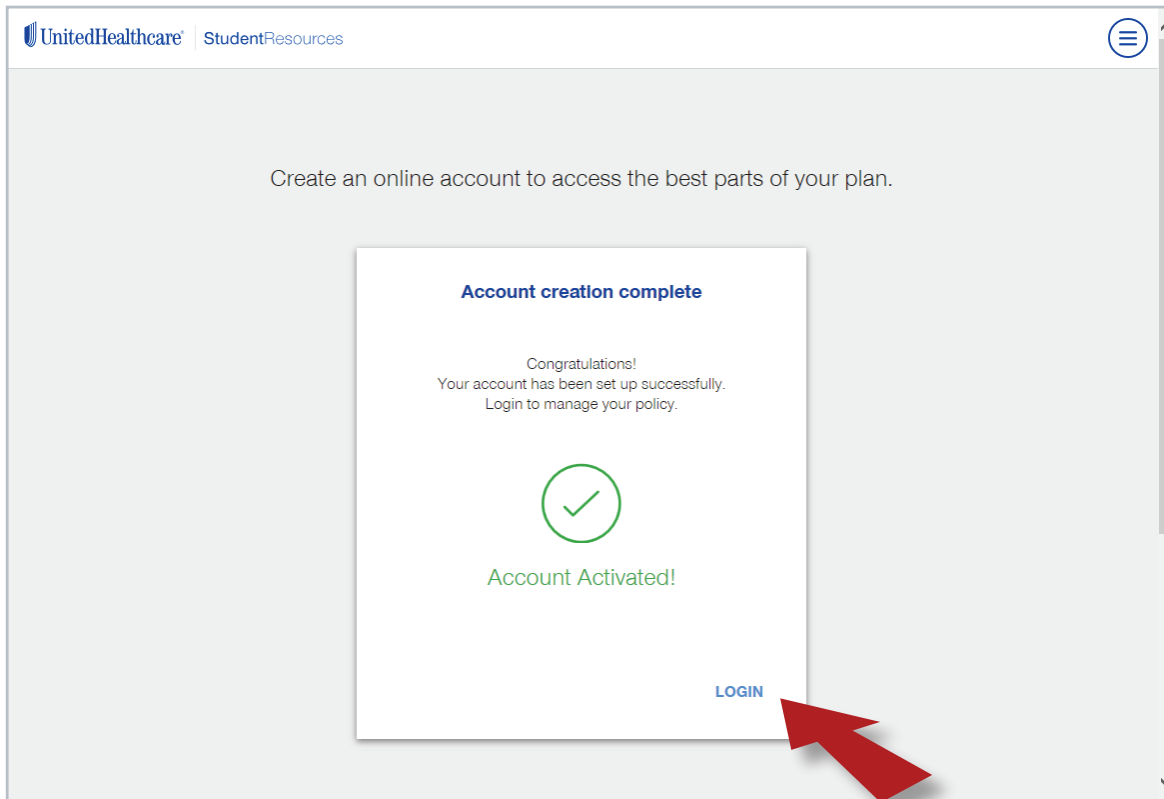 UnitedHealthcare® StudentResources
Create an online account to access the best parts of your plan.
Account creation complete
Congratulations!
Your account has been set up successfully.
Login to manage your policy.
Account Activated!
LOGIN